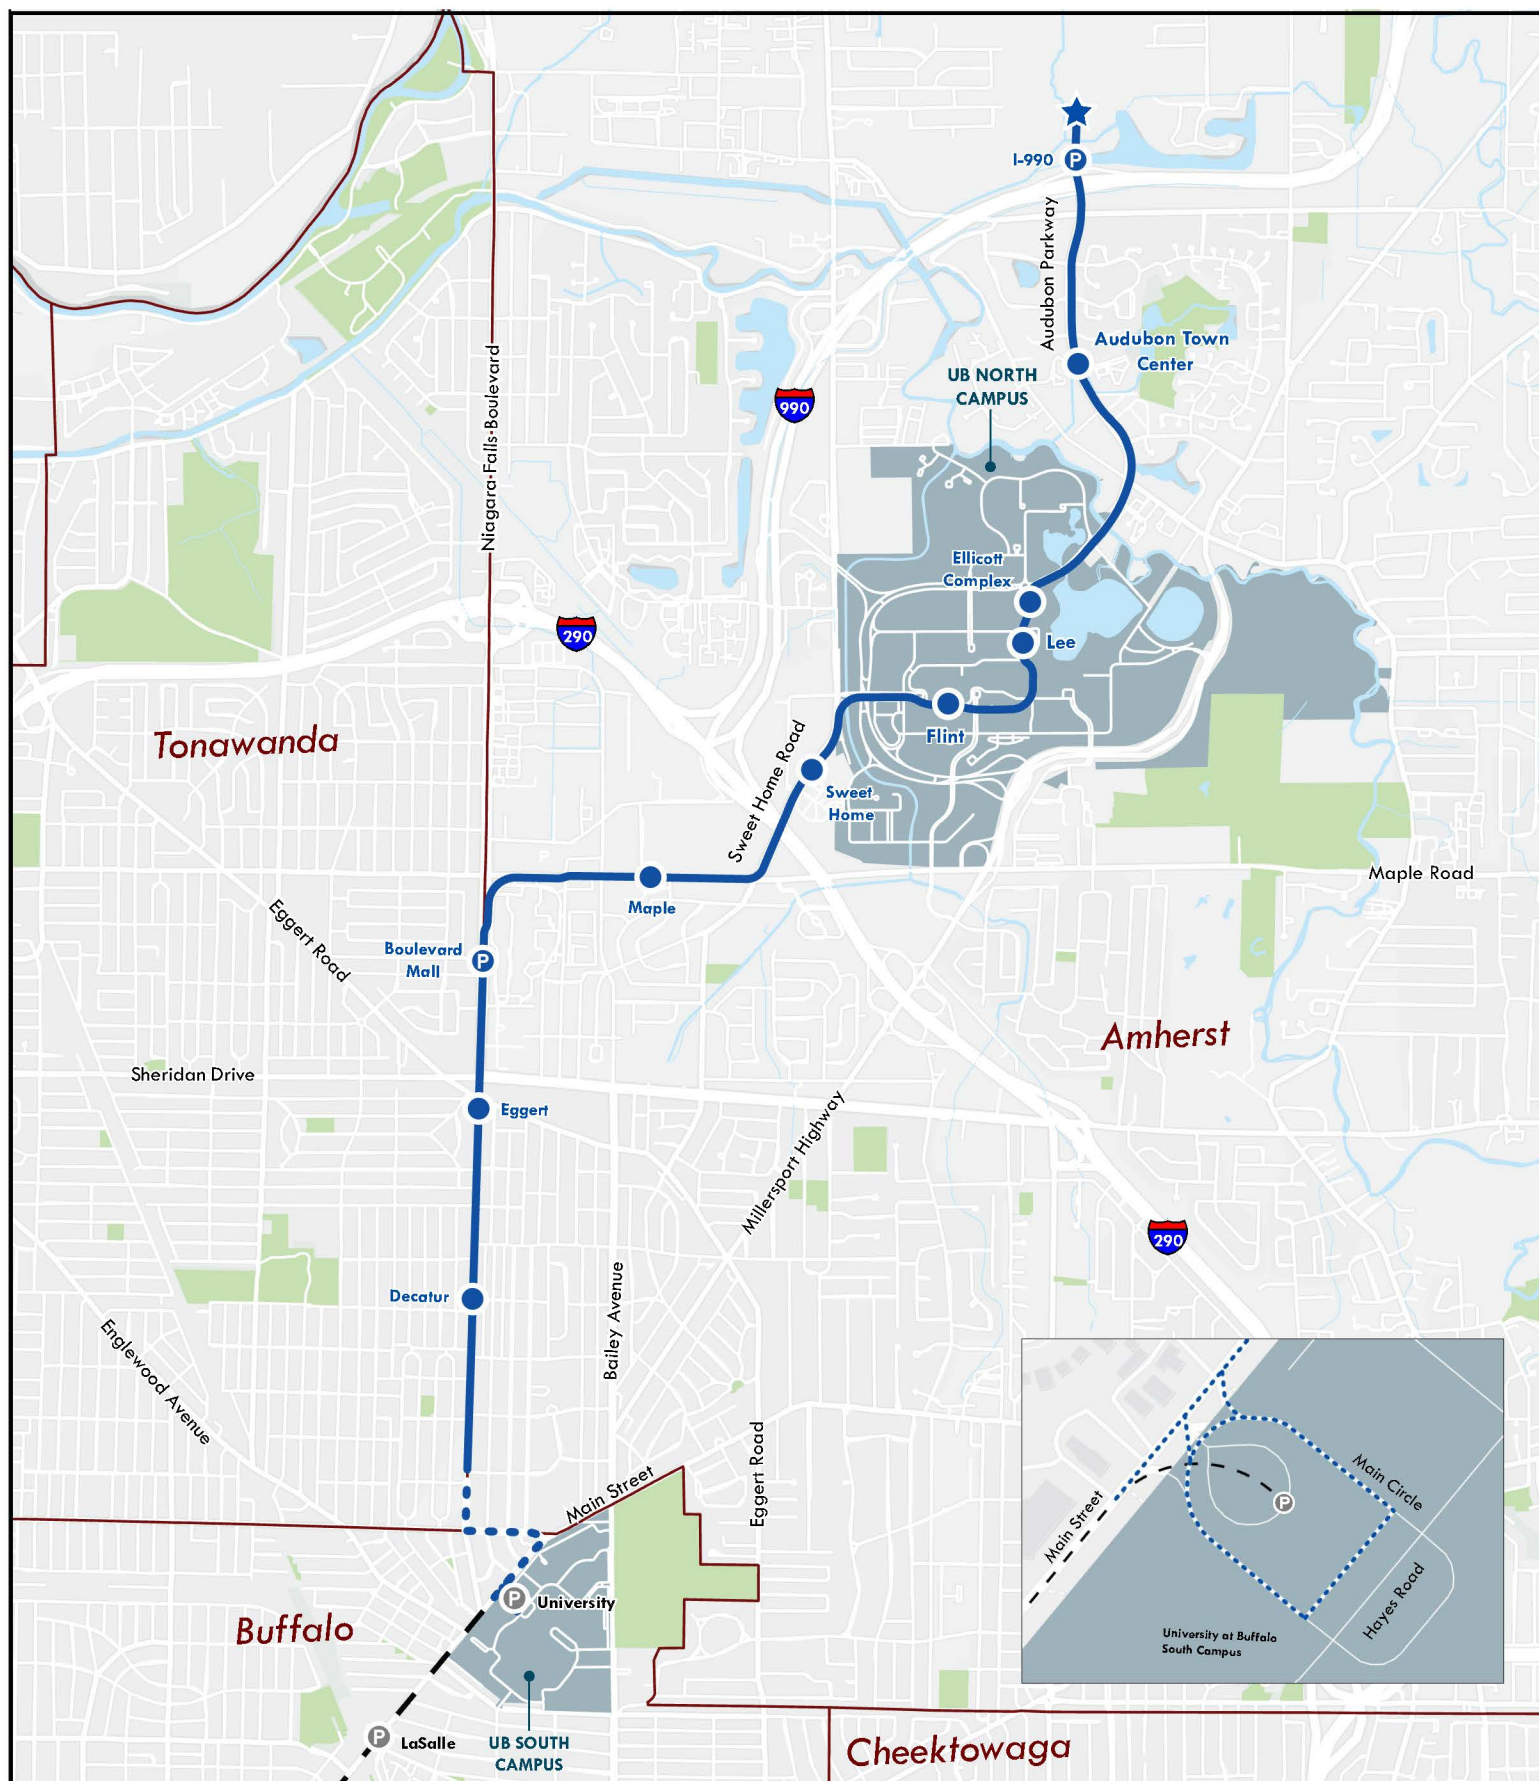 I-990
P
Audubon Parkway
Audubon Town
Center
UB NORTH
CAMPUS
990
Niagara Falls Boulevard
Ellicott
Complex
290
Lee
Flint
Tonawanda
Sweet Home Road
Sweet
Home
Maple Road
Maple
Eggert Road
Boulevard
Mall
P
Amherst
Sheridan Drive
Eggert
Millersport Highway
290
Decatur
Bailey Avenue
Englewood Avenue
Main Street
Eggert Road
Main Circle
P
Main Street
Hayes Road
University at Buffalo
South Campus
P
University
Buffalo
P
LaSalle
UB SOUTH
CAMPUS
Cheektowaga